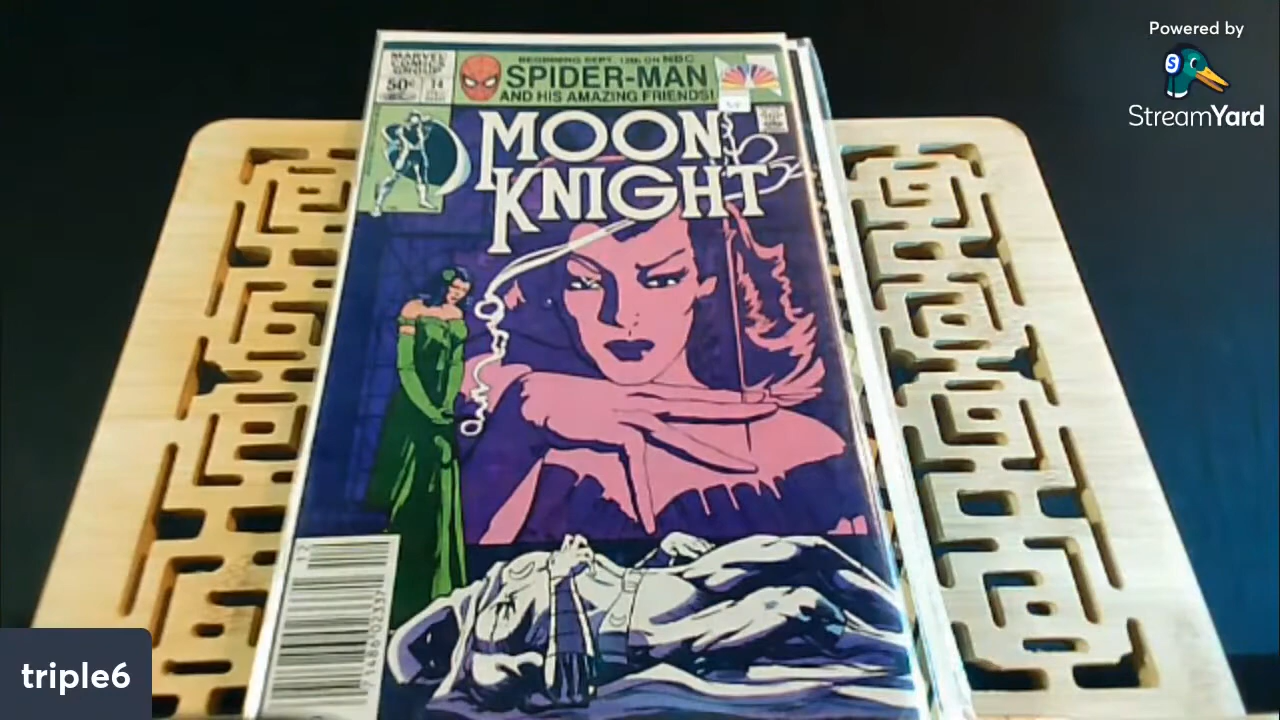 Powered by
StreamYard
MARVEL
COMICS
GROUP
50¢
14
BEGINNING SEPT. 12th ON NBC
SPIDER-MAN
AND HIS AMAZING FRIENDS!
MOON
KNIGHT
12
triple6